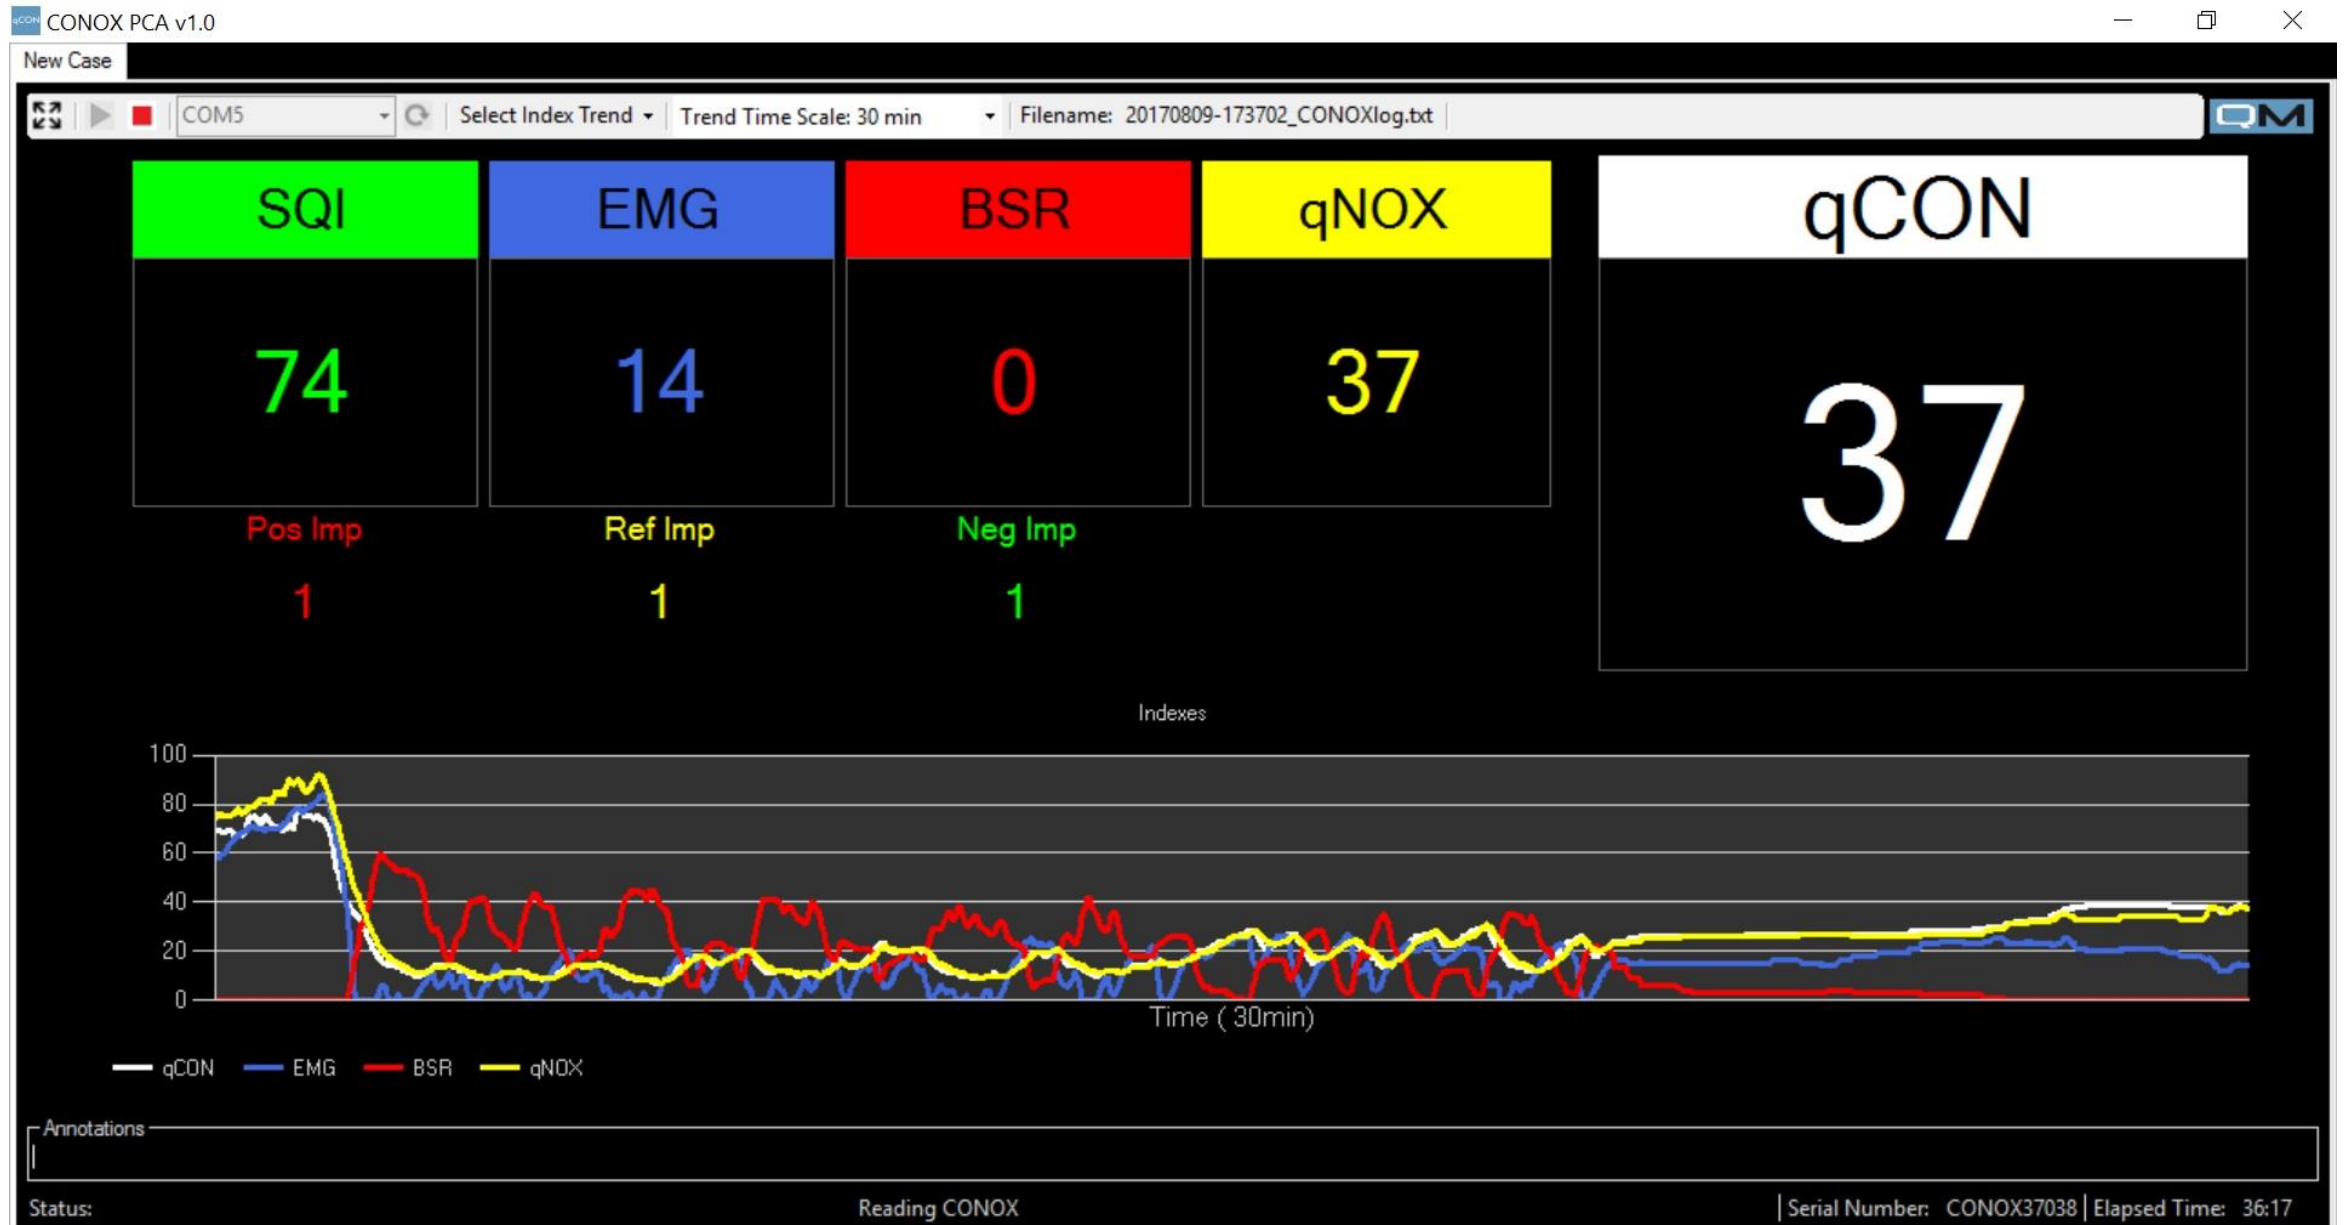 qCON CONOX PCA v1.0
New Case
COM5 Select Index Trend Trend Time Scale: 30 min Filename: 20170809-173702_CONOXlog.txt QM
SQI EMG BSR qNOX qCON
74 14 0 37 37
Pos Imp Ref Imp Neg Imp
1 1 1
Indexes
100
80
60
40
20
0
Time ( 30min)
qCON EMG BSR qNOX
Annotations
Status: Reading CONOX Serial Number: CONOX37038 Elapsed Time: 36:17